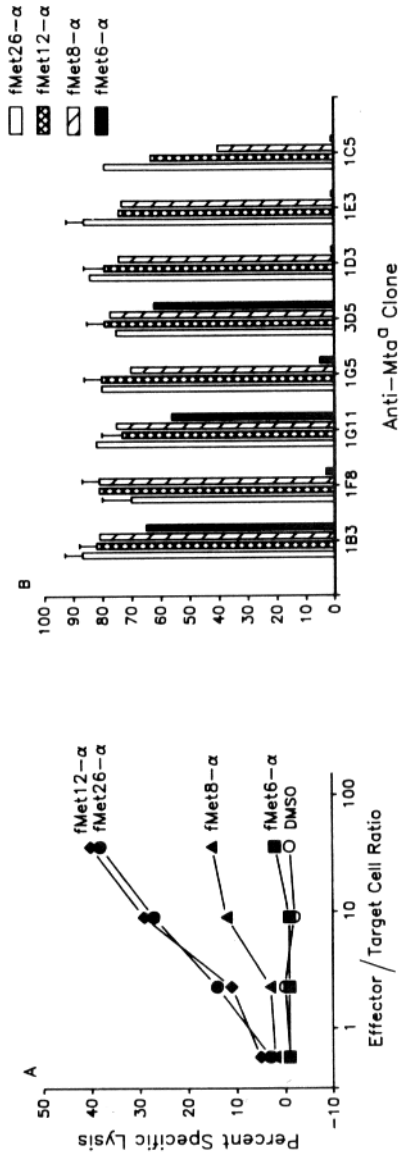 A
50
40
30
20
10
0
-10
Percent Specific Lysis
1
10
100
Effector / Target Cell Ratio
fMet12-α
fMet26-α
fMet8-α
fMet6-α
DMSO
B
100
90
80
70
60
50
40
30
20
10
0
1B3
1F8
1G11
1G5
3D5
1D3
1E3
1C5
Anti-Mtaᵅ Clone
fMet26-α
fMet12-α
fMet8-α
fMet6-α